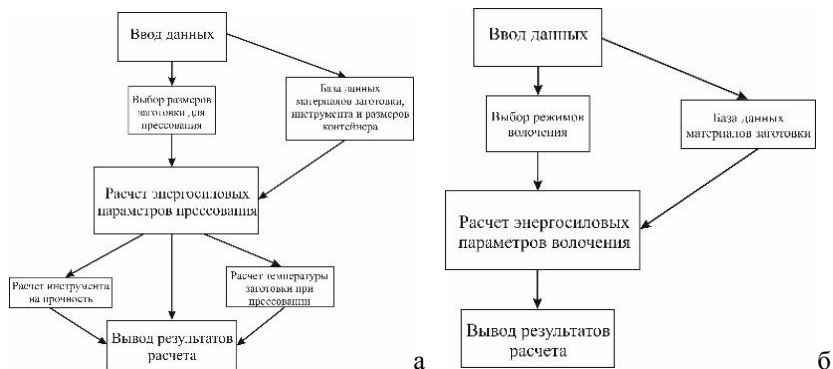 Ввод данных
Выбор размеров
заготовки для
прессования
База данных
материалов заготовки,
инструмента и размеров
контейнера
Расчет энергосиловых
параметров прессования
Расчет инструмента
на прочность
Расчет температуры
заготовки при
прессовании
Вывод результатов
расчета
а
Ввод данных
Выбор режимов
волочения
База данных
материалов заготовки
Расчет энергосиловых
параметров волочения
Вывод результатов
расчета
б